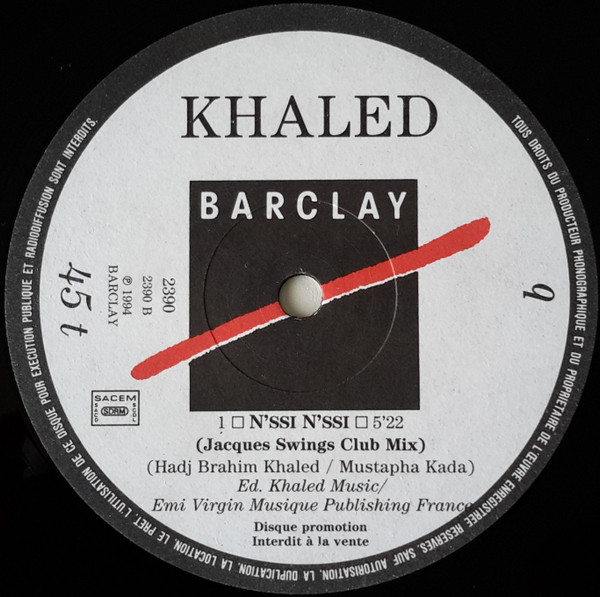 KHALED
BARCLAY
2390
2390 B
℗ 1994
BARCLAY
45 t
b
SACEM
SACD SDRM SCGL
1 □ N'SSI N'SSI □ 5'22
(Jacques Swings Club Mix)
(Hadj Brahim Khaled / Mustapha Kada)
Ed. Khaled Music/
Emi Virgin Musique Publishing France
Disque promotion
Interdit à la vente
TOUS DROITS DU PRODUCTEUR PHONOGRAPHIQUE ET DU PROPRIETAIRE DE L'ŒUVRE ENREGISTREE RESERVES. SAUF AUTORISATION, LA DUPLICATION, LA LOCATION, LE PRET, L'UTILISATION DE CE DISQUE POUR EXECUTION PUBLIQUE ET RADIODIFFUSION SONT INTERDITS.